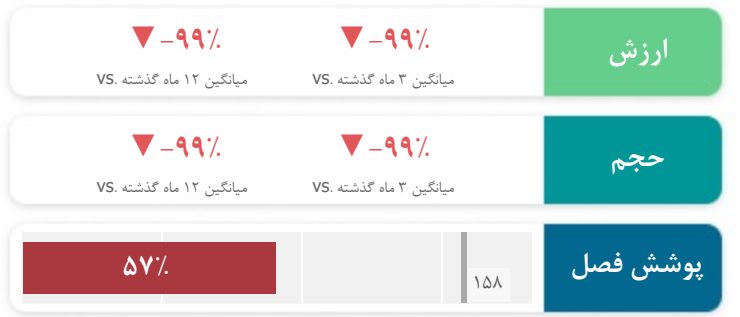 ارزش
▼ -۹۹٪
▼ -۹۹٪
میانگین ۳ ماه گذشته .VS
میانگین ۱۲ ماه گذشته .VS
حجم
▼ -۹۹٪
▼ -۹۹٪
میانگین ۳ ماه گذشته .VS
میانگین ۱۲ ماه گذشته .VS
پوشش فصل
۵۷٪
۱۵۸